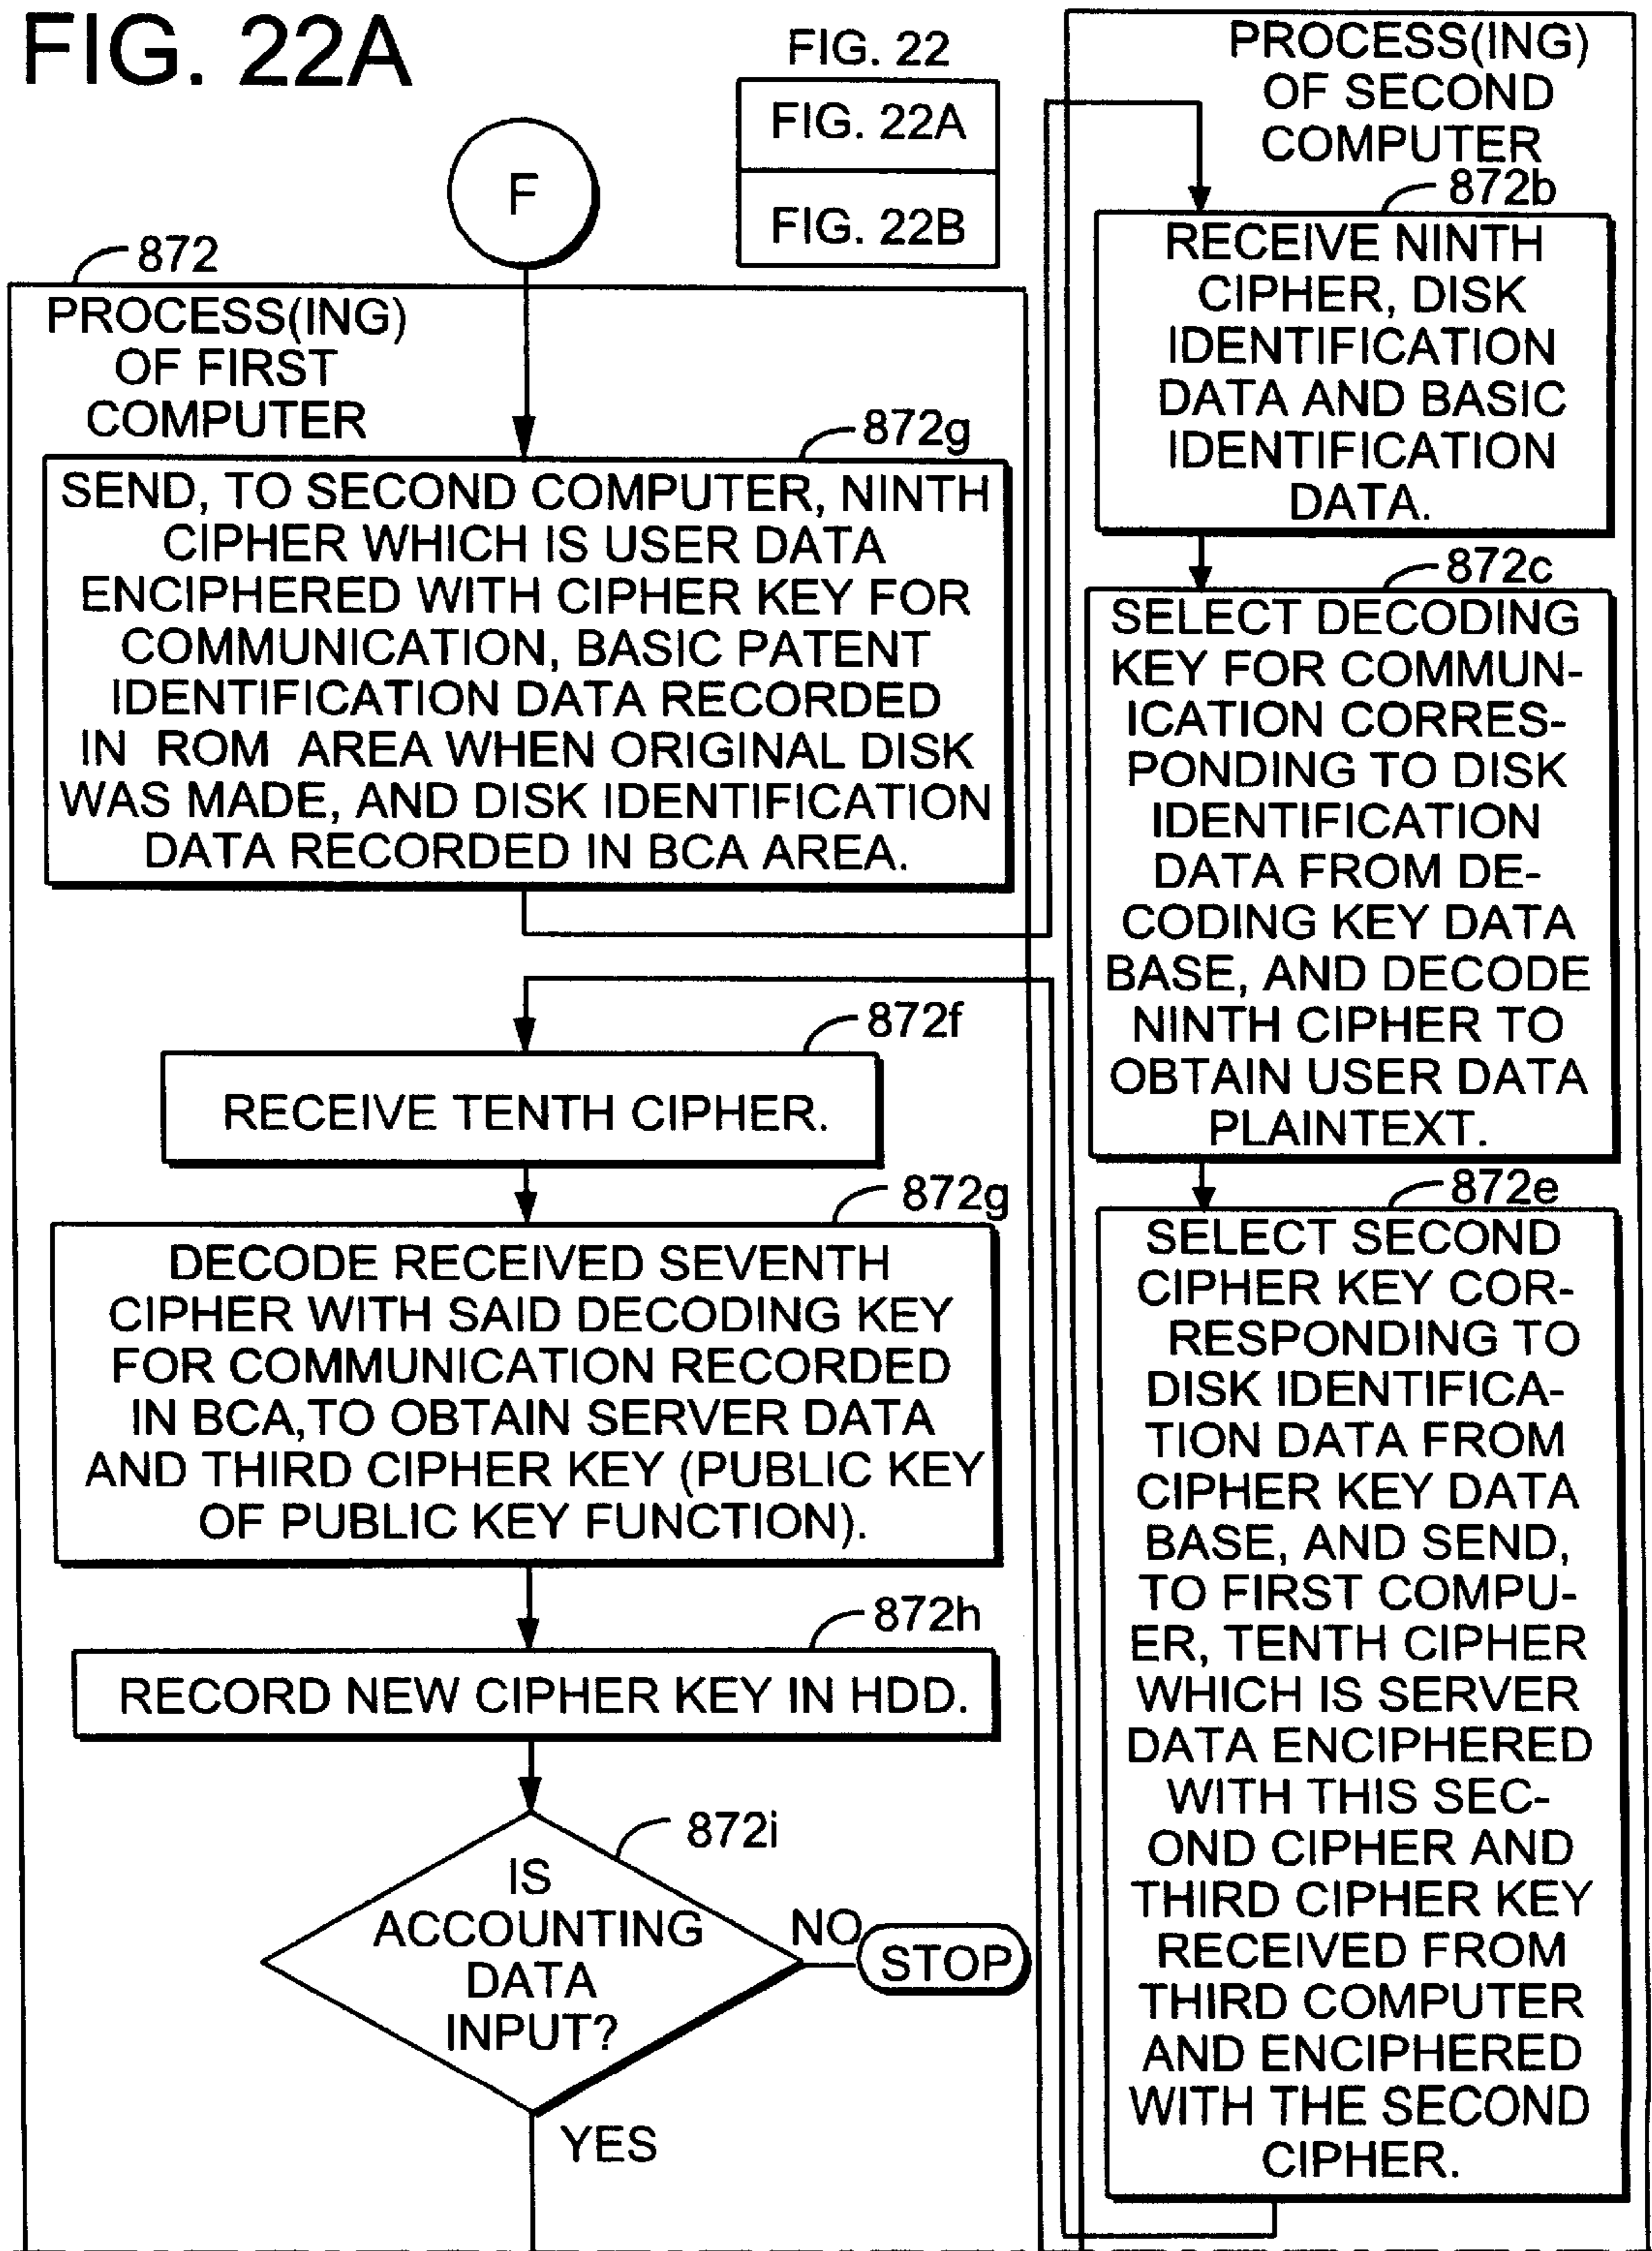 FIG. 22A
FIG. 22
FIG. 22A
FIG. 22B
F
872
PROCESS(ING)
OF FIRST
COMPUTER
872g
SEND, TO SECOND COMPUTER, NINTH
CIPHER WHICH IS USER DATA
ENCIPHERED WITH CIPHER KEY FOR
COMMUNICATION, BASIC PATENT
IDENTIFICATION DATA RECORDED
IN ROM AREA WHEN ORIGINAL DISK
WAS MADE, AND DISK IDENTIFICATION
DATA RECORDED IN BCA AREA.
872f
RECEIVE TENTH CIPHER.
872g
DECODE RECEIVED SEVENTH
CIPHER WITH SAID DECODING KEY
FOR COMMUNICATION RECORDED
IN BCA,TO OBTAIN SERVER DATA
AND THIRD CIPHER KEY (PUBLIC KEY
OF PUBLIC KEY FUNCTION).
872h
RECORD NEW CIPHER KEY IN HDD.
872i
IS
ACCOUNTING
DATA
INPUT?
NO
STOP
YES
PROCESS(ING)
OF SECOND
COMPUTER
872b
RECEIVE NINTH
CIPHER, DISK
IDENTIFICATION
DATA AND BASIC
IDENTIFICATION
DATA.
872c
SELECT DECODING
KEY FOR COMMUN-
ICATION CORRES-
PONDING TO DISK
IDENTIFICATION
DATA FROM DE-
CODING KEY DATA
BASE, AND DECODE
NINTH CIPHER TO
OBTAIN USER DATA
PLAINTEXT.
872e
SELECT SECOND
CIPHER KEY COR-
RESPONDING TO
DISK IDENTIFICA-
TION DATA FROM
CIPHER KEY DATA
BASE, AND SEND,
TO FIRST COMPU-
ER, TENTH CIPHER
WHICH IS SERVER
DATA ENCIPHERED
WITH THIS SEC-
OND CIPHER AND
THIRD CIPHER KEY
RECEIVED FROM
THIRD COMPUTER
AND ENCIPHERED
WITH THE SECOND
CIPHER.